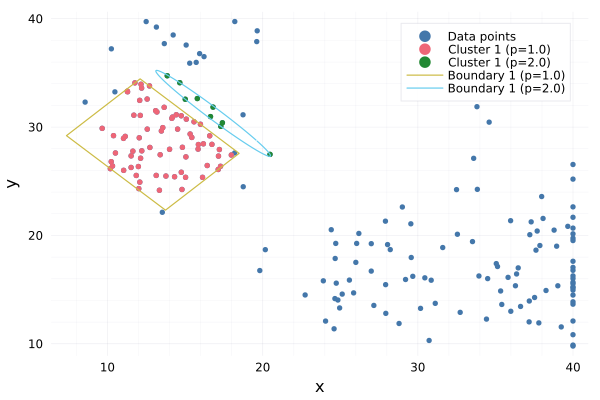 40
30
20
10
y
10
20
30
40
x
Data points
Cluster 1 (p=1.0)
Cluster 1 (p=2.0)
Boundary 1 (p=1.0)
Boundary 1 (p=2.0)